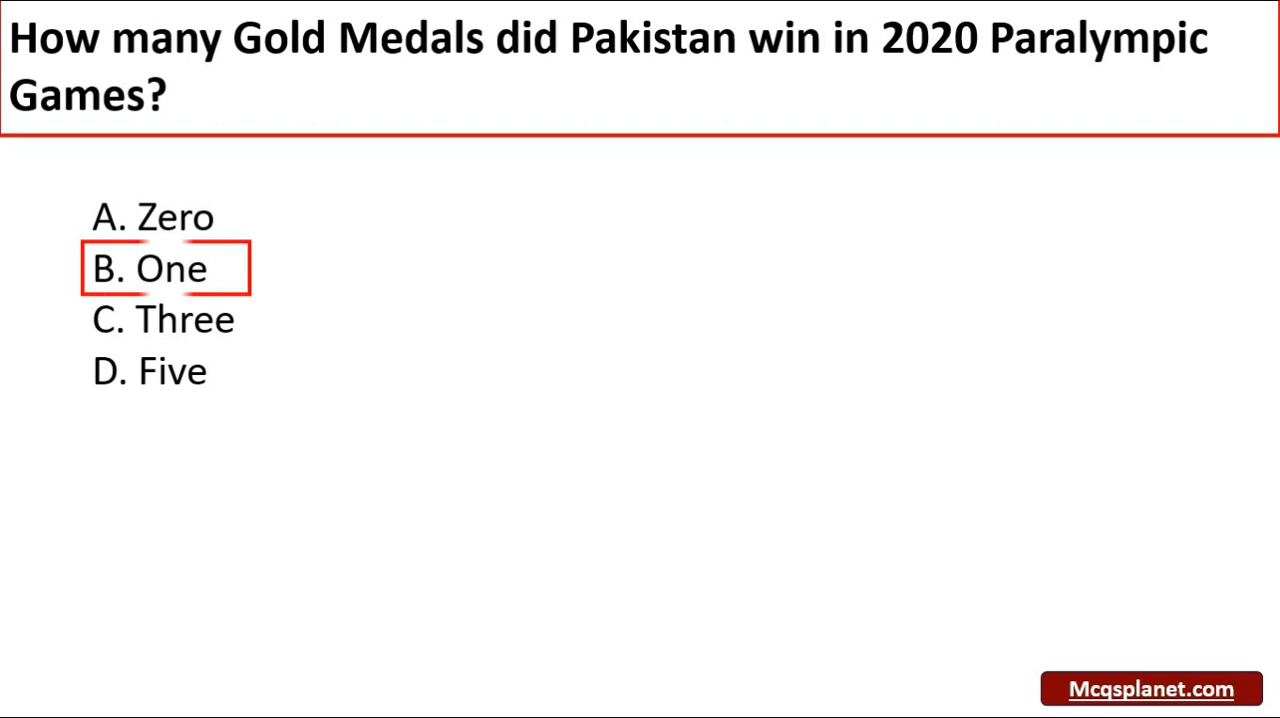 How many Gold Medals did Pakistan win in 2020 Paralympic
Games?
A. Zero
B. One
C. Three
D. Five
Mcqsplanet.com